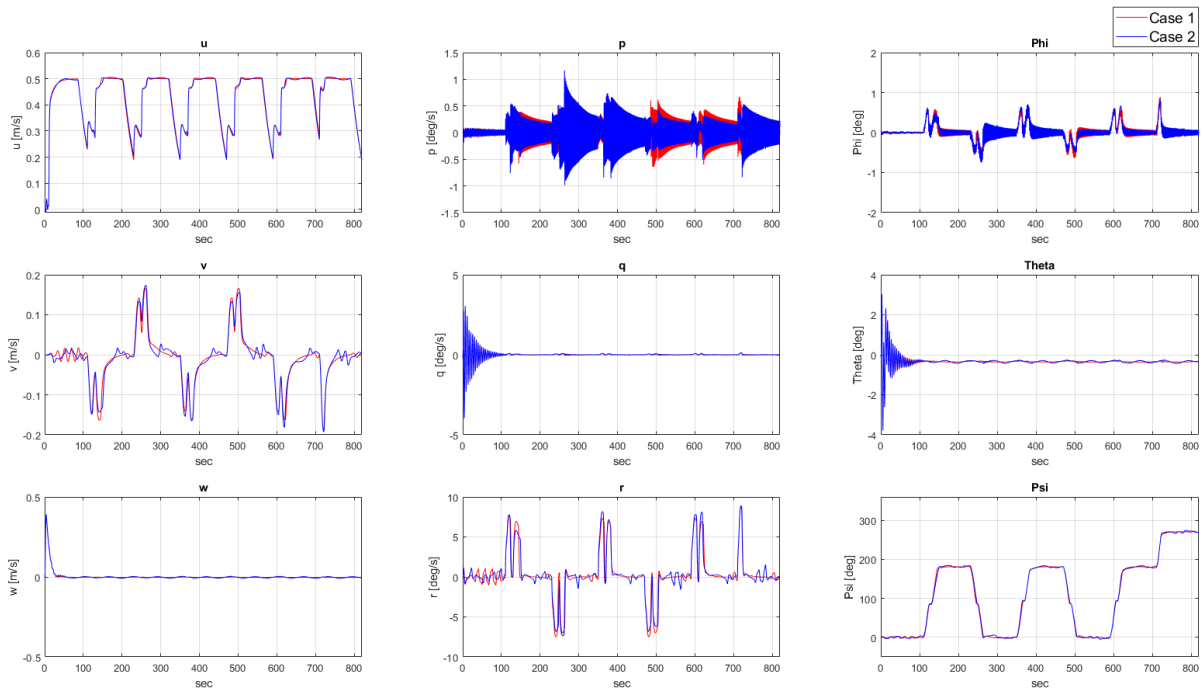 Case 1
Case 2
u
0.6
0.5
0.4
0.3
0.2
0.1
0
u [m/s]
0 100 200 300 400 500 600 700 800
sec
p
1.5
1
0.5
0
-0.5
-1
-1.5
p [deg/s]
0 100 200 300 400 500 600 700 800
sec
Phi
2
1
0
-1
-2
Phi [deg]
0 100 200 300 400 500 600 700 800
sec
v
0.2
0.1
0
-0.1
-0.2
v [m/s]
0 100 200 300 400 500 600 700 800
sec
q
5
0
-5
q [deg/s]
0 100 200 300 400 500 600 700 800
sec
Theta
4
2
0
-2
-4
Theta [deg]
0 100 200 300 400 500 600 700 800
sec
w
0.5
0
-0.5
w [m/s]
0 100 200 300 400 500 600 700 800
sec
r
10
5
0
-5
-10
r [deg/s]
0 100 200 300 400 500 600 700 800
sec
Psi
300
200
100
0
Psi [deg]
0 100 200 300 400 500 600 700 800
sec